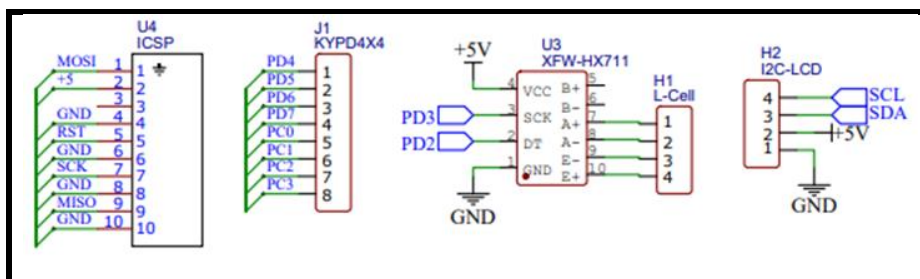 U4
ICSP
MOSI 1 1
+5 2 2
3 3
GND 4 4
RST 5 5
GND 6 6
SCK 7 7
GND 8 8
MISO 9 9
GND 10 10
J1
KYPD4X4
PD4 1
PD5 2
PD6 3
PD7 4
PC0 5
PC1 6
PC2 7
PC3 8
U3
XFW-HX711
+5V
4 VCC B+ 5
PD3 3 SCK B- 6
A+ 7
PD2 2 DT A- 8
E- 9
1 GND E+ 10
GND
H1
L-Cell
1
2
3
4
H2
I2C-LCD
4 SCL
3 SDA
2 +5V
1
GND